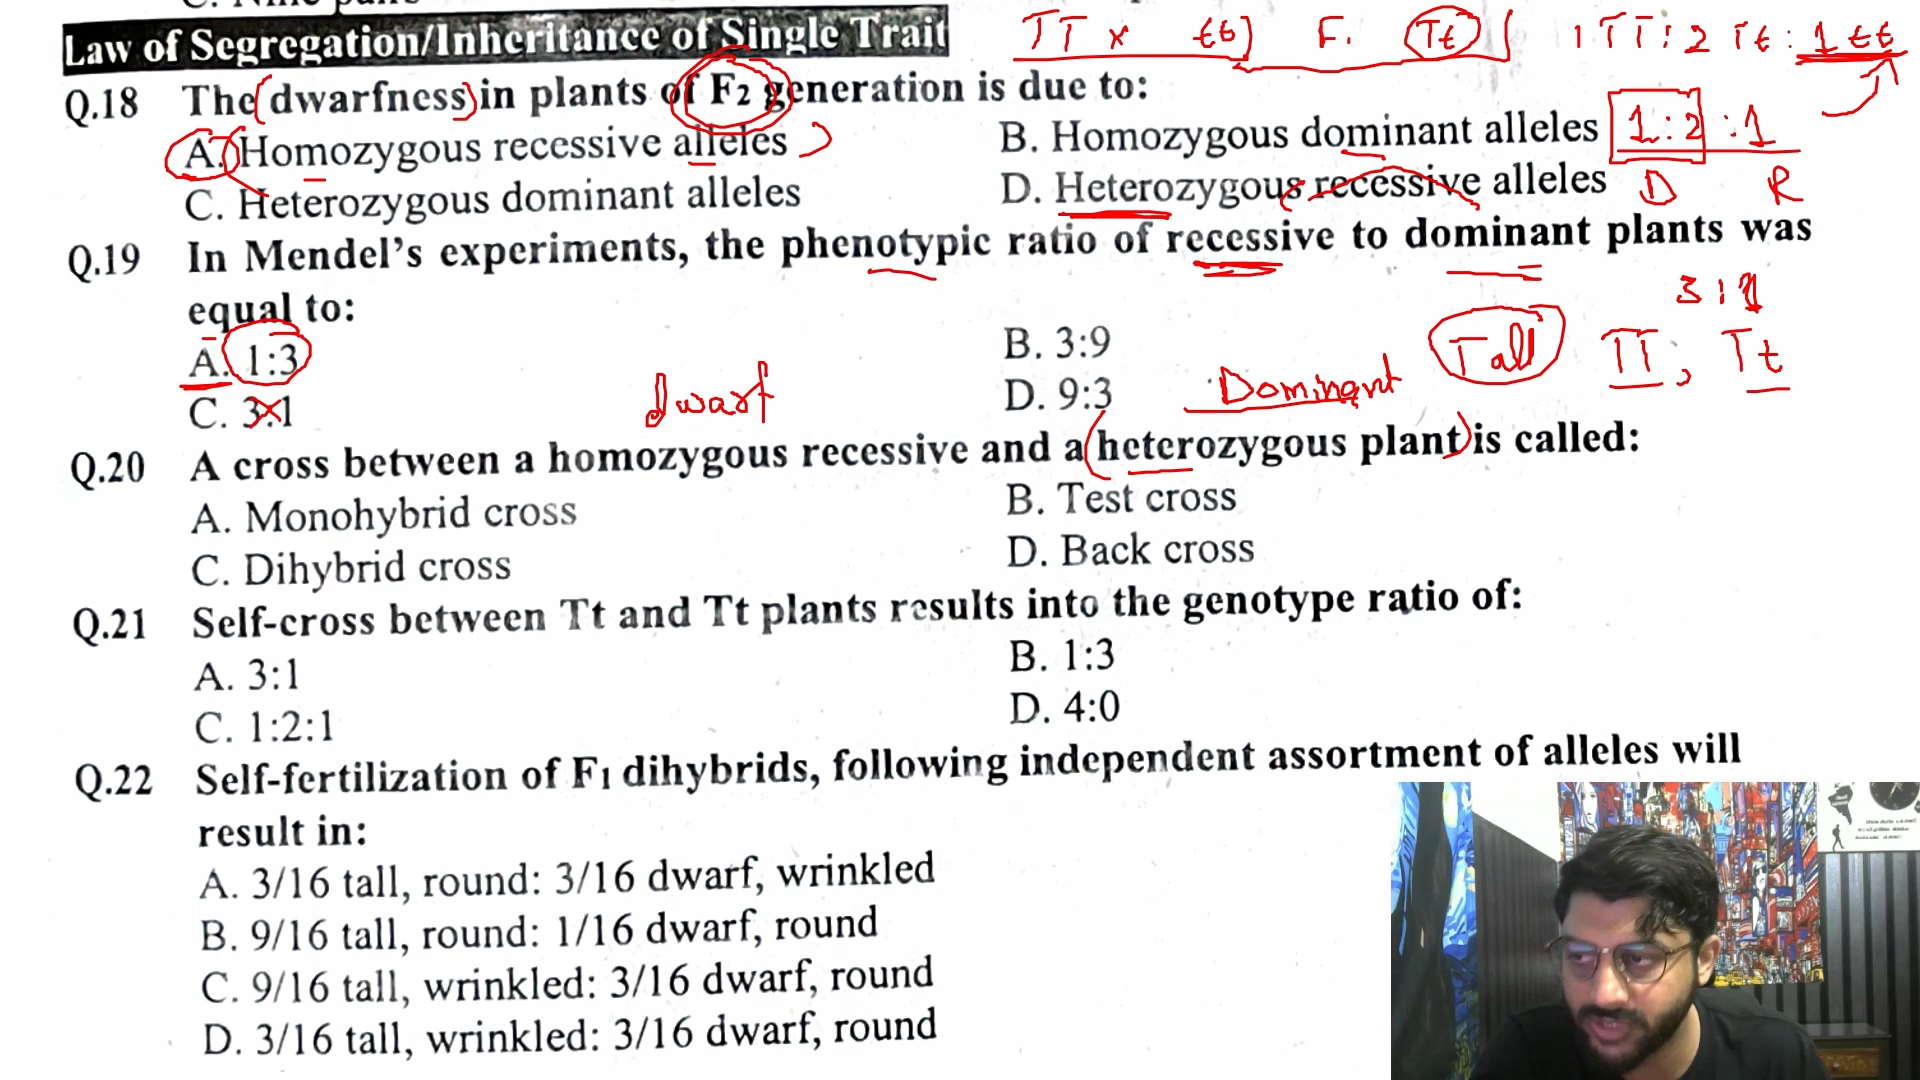 Law of Segregation/Inheritance of Single Trait
TT x tt F1 Tt 1TT:2Tt:1tt
Q.18 The dwarfness in plants of F2 generation is due to:
A. Homozygous recessive alleles B. Homozygous dominant alleles 1:2:1
C. Heterozygous dominant alleles D. Heterozygous recessive alleles D R
Q.19 In Mendel's experiments, the phenotypic ratio of recessive to dominant plants was
equal to: 3:1
A. 1:3 B. 3:9 Tall TT, Tt
C. 3:1 dwarf D. 9:3 Dominant
Q.20 A cross between a homozygous recessive and a heterozygous plant is called:
A. Monohybrid cross B. Test cross
C. Dihybrid cross D. Back cross
Q.21 Self-cross between Tt and Tt plants results into the genotype ratio of:
A. 3:1 B. 1:3
C. 1:2:1 D. 4:0
Q.22 Self-fertilization of F1 dihybrids, following independent assortment of alleles will
result in:
A. 3/16 tall, round: 3/16 dwarf, wrinkled
B. 9/16 tall, round: 1/16 dwarf, round
C. 9/16 tall, wrinkled: 3/16 dwarf, round
D. 3/16 tall, wrinkled: 3/16 dwarf, round